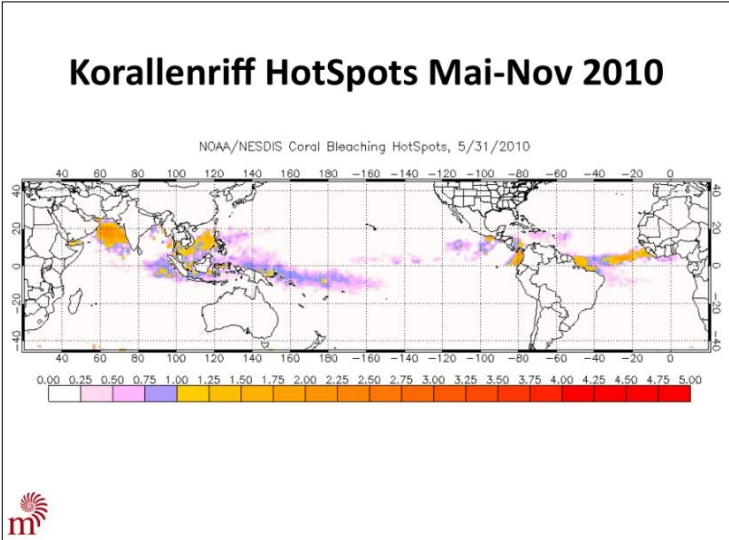 Korallenriff HotSpots Mai-Nov 2010
NOAA/NESDIS Coral Bleaching HotSpots, 5/31/2010
40 60 80 100 120 140 160 180 -160 -140 -120 -100 -80 -60 -40 -20 0
40 40
20 20
0 0
-20 -20
-40 -40
40 60 80 100 120 140 160 180 -160 -140 -120 -100 -80 -60 -40 -20 0
0.00 0.25 0.50 0.75 1.00 1.25 1.50 1.75 2.00 2.25 2.50 2.75 3.00 3.25 3.50 3.75 4.00 4.25 4.50 4.75 5.00
m